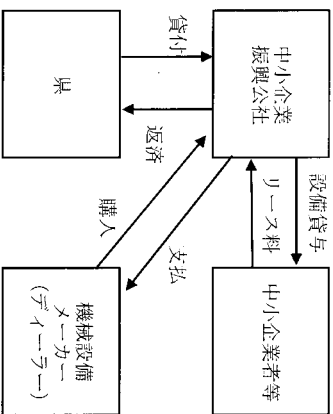 中小企業
振興公社
設備貸与
リース料
中小企業者等
貸付
返済
購入
支払
県
機械設備
メーカー
(ディーラー)